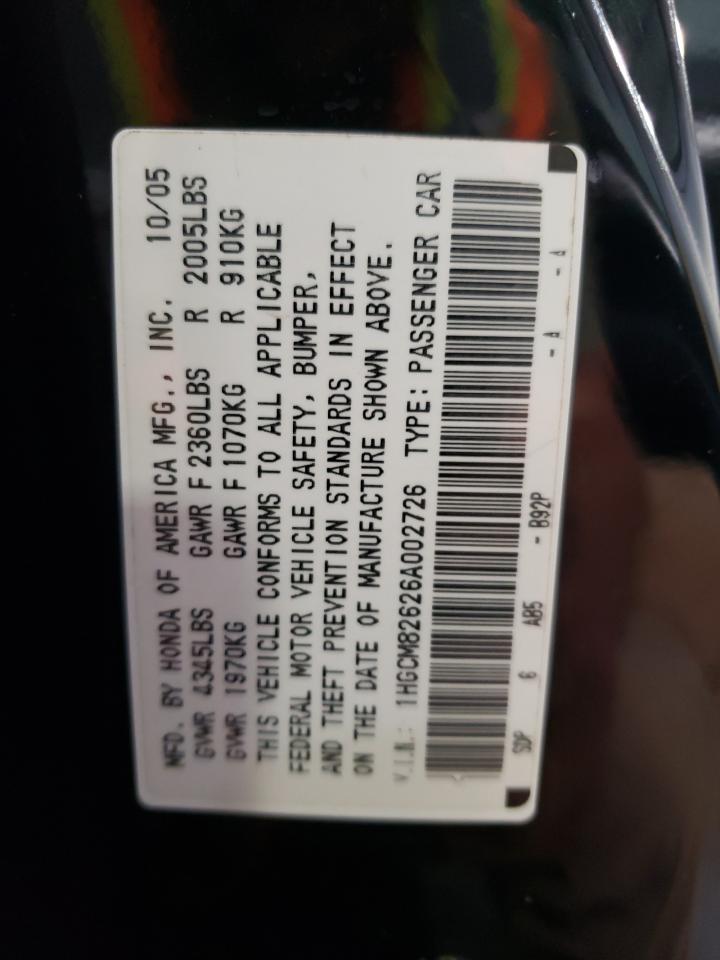 MFD. BY HONDA OF AMERICA MFG., INC. 10/05
GVWR 4345LBS GAWR F 2360LBS R 2005LBS
GVWR 1970KG GAWR F 1070KG R 910KG
THIS VEHICLE CONFORMS TO ALL APPLICABLE
FEDERAL MOTOR VEHICLE SAFETY, BUMPER,
AND THEFT PREVENTION STANDARDS IN EFFECT
ON THE DATE OF MANUFACTURE SHOWN ABOVE.
V.I.N.: 1HGCM82626A002726 TYPE: PASSENGER CAR
SDP 6 AB5 - B92P - A - A